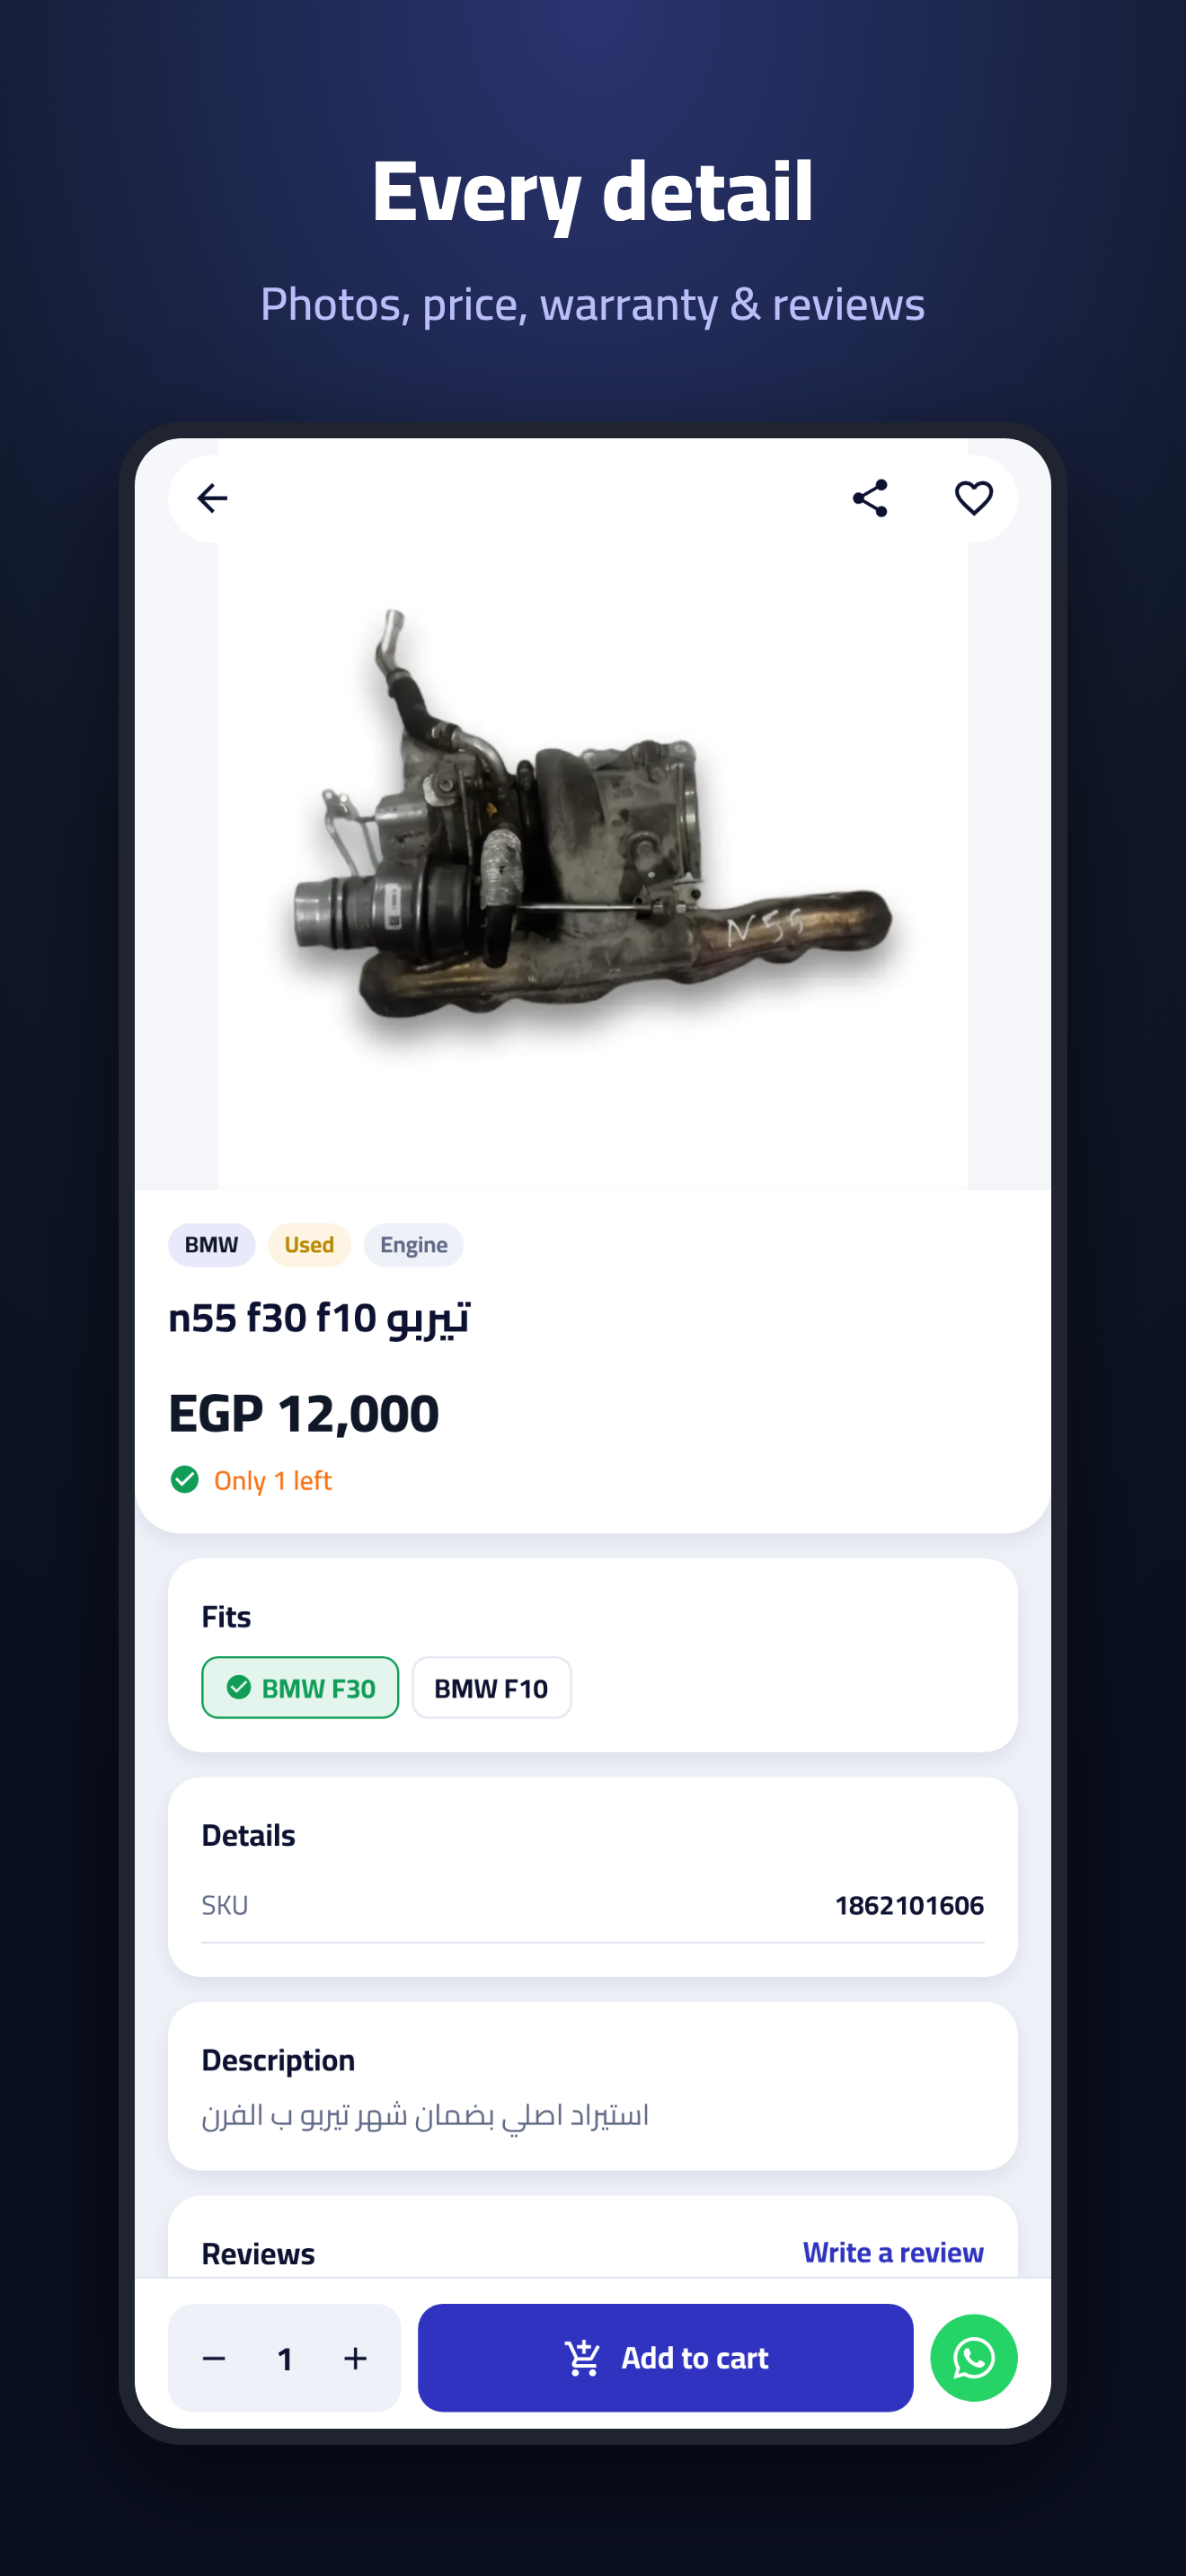 Every detail
Photos, price, warranty & reviews
N55
BMW Used Engine
n55 f30 f10 تيربو
EGP 12,000
Only 1 left
Fits
BMW F30 BMW F10
Details
SKU 1862101606
Description
استيراد اصلي بضمان شهر تيربو ب الفرن
Reviews Write a review
− 1 + Add to cart